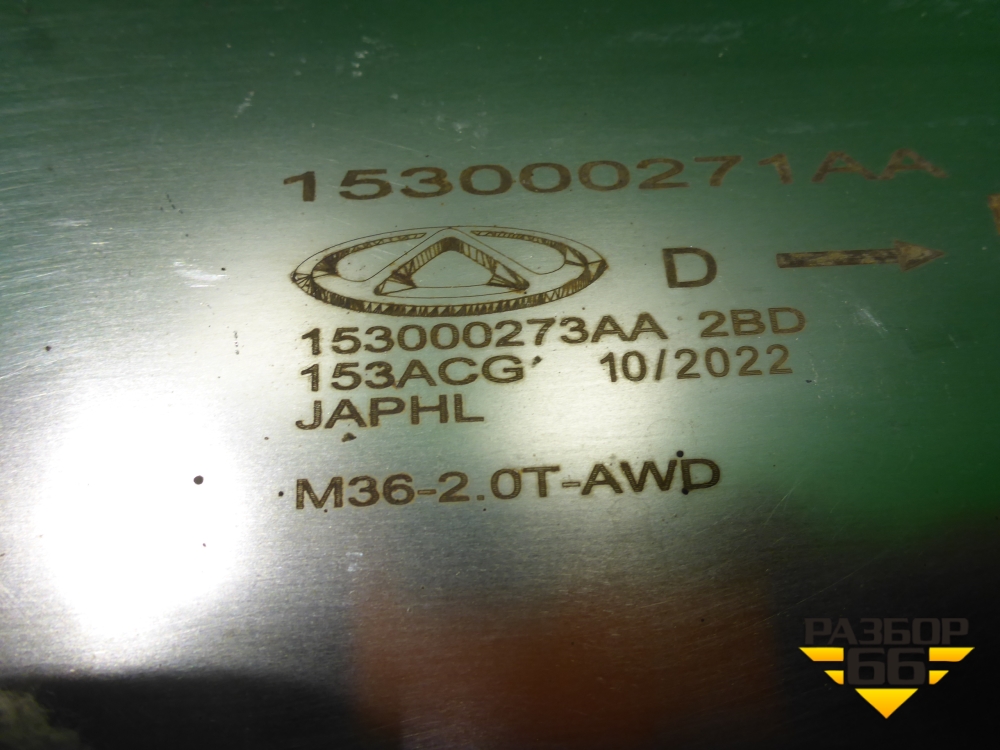 153000271AA
D
153000273AA 2BD
153ACG 10/2022
JAPHL
M36-2.0T-AWD
РАЗБОР
66